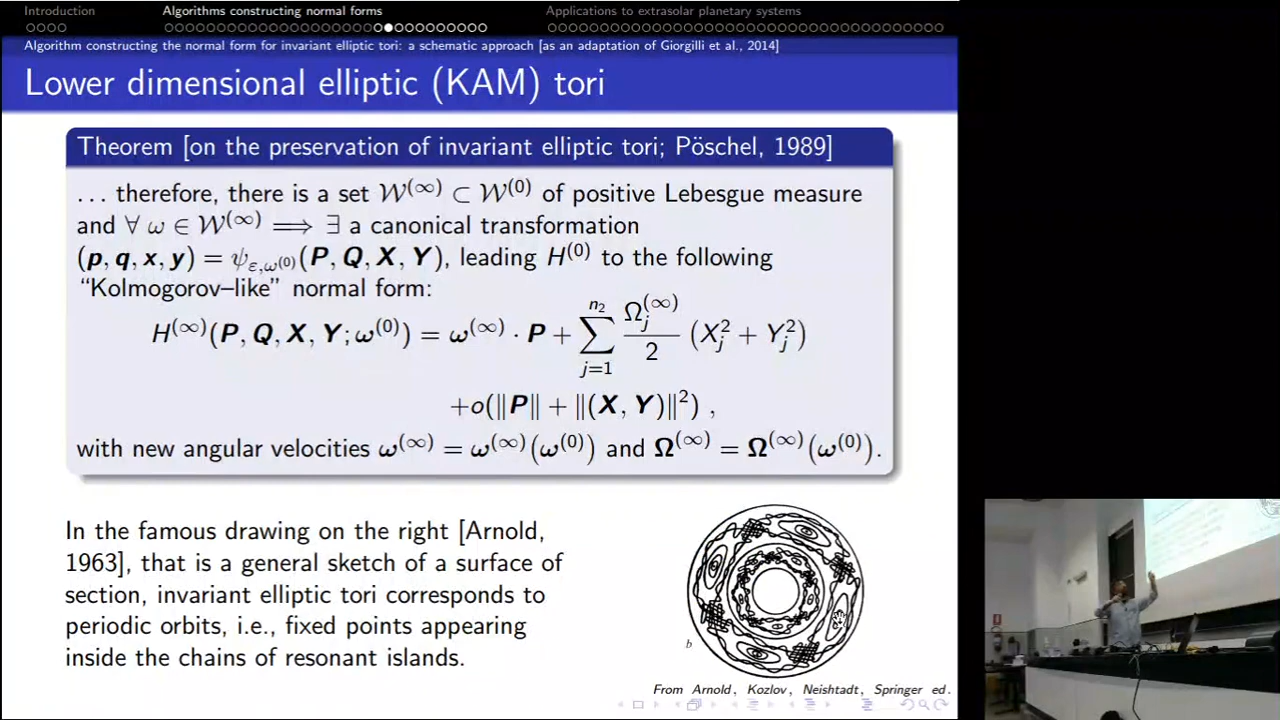 Introduction
Algorithms constructing normal forms
Applications to extrasolar planetary systems
Algorithm constructing the normal form for invariant elliptic tori: a schematic approach [as an adaptation of Giorgilli et al., 2014]
Lower dimensional elliptic (KAM) tori
Theorem [on the preservation of invariant elliptic tori; Pöschel, 1989]
... therefore, there is a set 𝒲^(∞) ⊂ 𝒲^(0) of positive Lebesgue measure
and ∀ ω ∈ 𝒲^(∞) ⟹ ∃ a canonical transformation
(p, q, x, y) = ψ_{ε,ω^(0)}(P, Q, X, Y), leading H^(0) to the following
“Kolmogorov–like” normal form:
H^(∞)(P, Q, X, Y; ω^(0)) = ω^(∞) · P + ∑_{j=1}^{n₂} Ω_j^(∞)/2 (X_j² + Y_j²)
+o(‖P‖ + ‖(X, Y)‖²) ,
with new angular velocities ω^(∞) = ω^(∞)(ω^(0)) and Ω^(∞) = Ω^(∞)(ω^(0)).
In the famous drawing on the right [Arnold,
1963], that is a general sketch of a surface of
section, invariant elliptic tori corresponds to
periodic orbits, i.e., fixed points appearing
inside the chains of resonant islands.
b
From Arnold, Kozlov, Neishtadt, Springer ed.